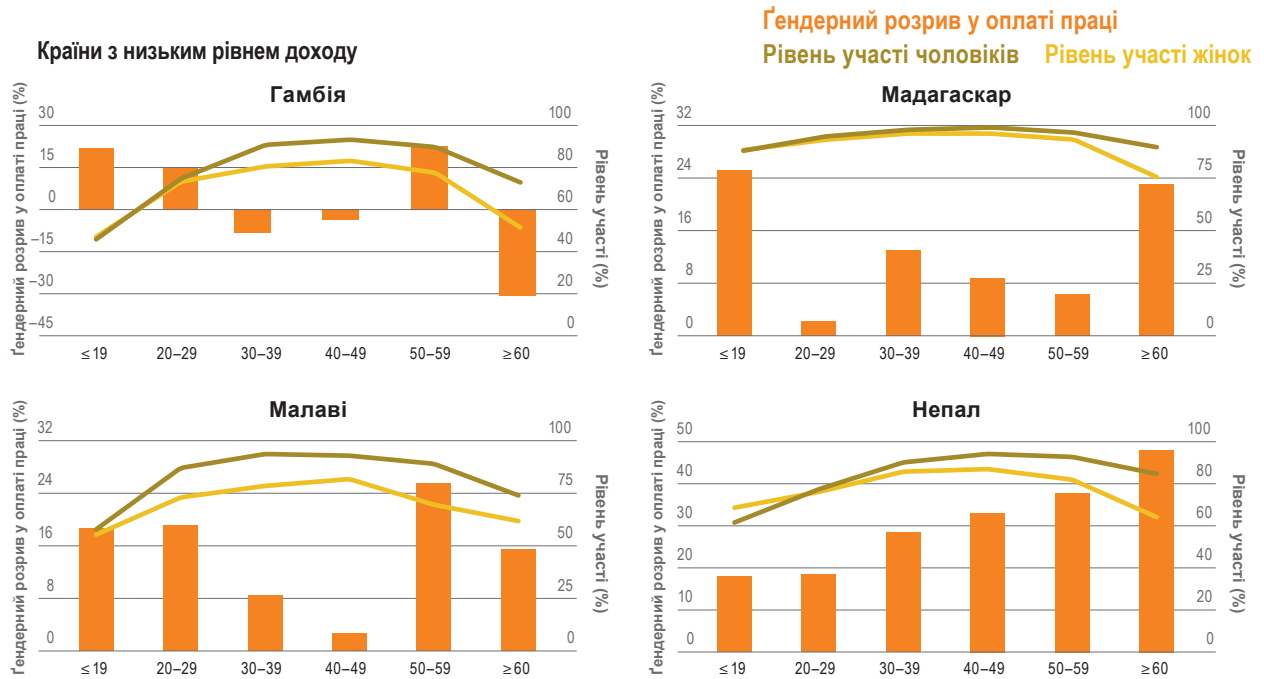 Ґендерний розрив у оплаті праці
Країни з низьким рівнем доходу
Рівень участі чоловіків Рівень участі жінок
Гамбія
Ґендерний розрив у оплаті праці (%)
30
15
0
–15
–30
–45
100
80
60
40
20
0
Рівень участі (%)
≤ 19 20–29 30–39 40–49 50–59 ≥ 60
Мадагаскар
Ґендерний розрив у оплаті праці (%)
32
24
16
8
0
100
75
50
25
0
Рівень участі (%)
≤ 19 20–29 30–39 40–49 50–59 ≥ 60
Малаві
Ґендерний розрив у оплаті праці (%)
32
24
16
8
0
100
75
50
25
0
Рівень участі (%)
≤ 19 20–29 30–39 40–49 50–59 ≥ 60
Непал
Ґендерний розрив у оплаті праці (%)
50
40
30
20
10
0
100
80
60
40
20
0
Рівень участі (%)
≤ 19 20–29 30–39 40–49 50–59 ≥ 60